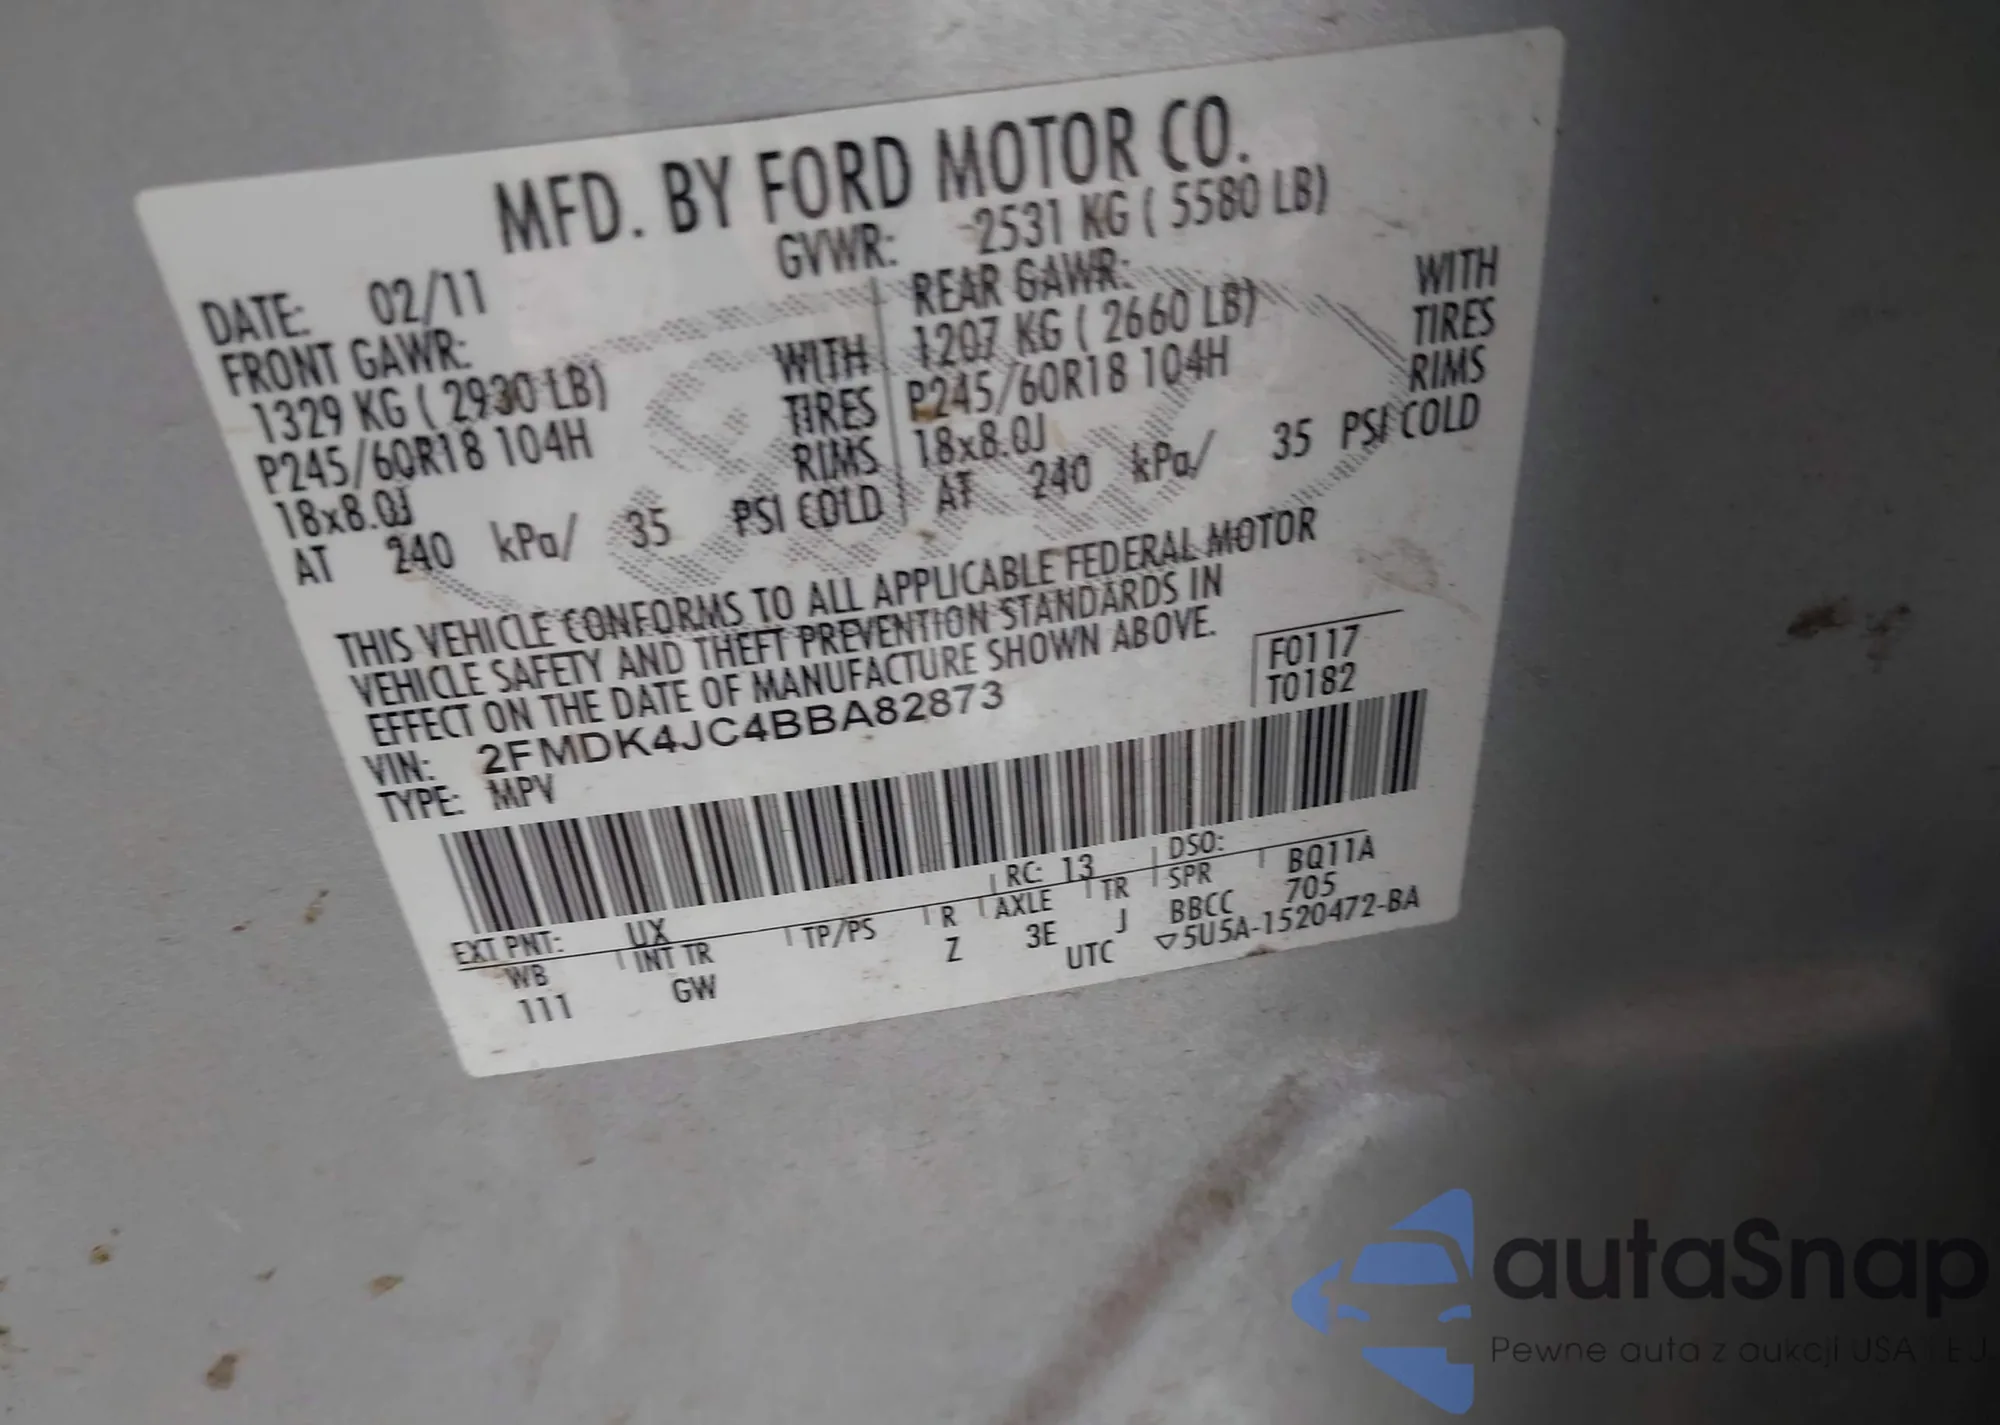 MFD. BY FORD MOTOR CO.
DATE: 02/11 GVWR: 2531 KG ( 5580 LB)
FRONT GAWR: REAR GAWR:
1329 KG ( 2930 LB) WITH 1207 KG ( 2660 LB) WITH
P245/60R18 104H TIRES P245/60R18 104H TIRES
18x8.0J RIMS 18x8.0J RIMS
AT 240 kPa/ 35 PSI COLD AT 240 kPa/ 35 PSI COLD
THIS VEHICLE CONFORMS TO ALL APPLICABLE FEDERAL MOTOR
VEHICLE SAFETY AND THEFT PREVENTION STANDARDS IN
EFFECT ON THE DATE OF MANUFACTURE SHOWN ABOVE.
F0117
VIN: 2FMDK4JC4BBA82873 T0182
TYPE: MPV
EXT PNT: UX RC: 13 DSO:
WB INT TR TP/PS R AXLE TR SPR BQ11A
111 GW Z 3E J BBCC 705
UTC ▽5U5A-1520472-BA
autaSnap
Pewne auta z aukcji USA i EU